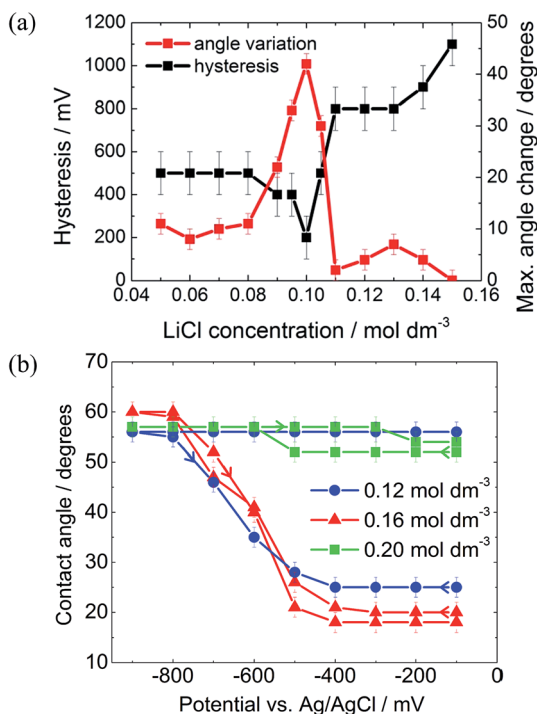 (a)
1200
1000
800
600
400
200
0
Hysteresis / mV
angle variation
hysteresis
50
40
30
20
10
0
Max. angle change / degrees
0.04 0.06 0.08 0.10 0.12 0.14 0.16
LiCl concentration / mol dm⁻³
(b)
70
60
50
40
30
20
10
Contact angle / degrees
0.12 mol dm⁻³
0.16 mol dm⁻³
0.20 mol dm⁻³
-800 -600 -400 -200 0
Potential vs. Ag/AgCl / mV